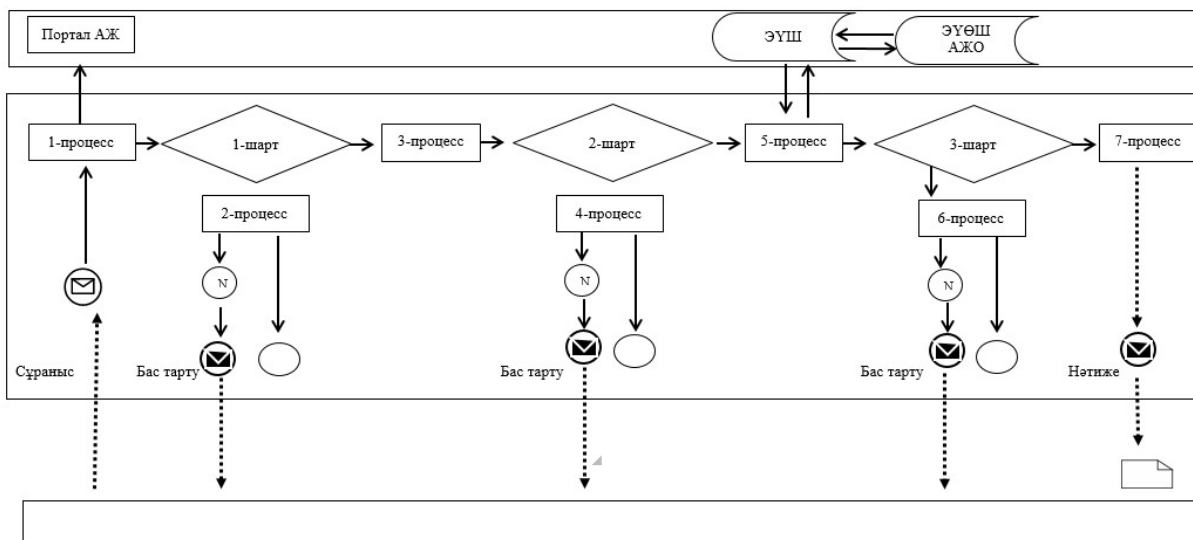 Портал АЖ
ЭҮШ
ЭҮӨШ
АЖО
1-процесс
1-шарт
3-процесс
2-шарт
5-процесс
3-шарт
7-процесс
2-процесс
4-процесс
6-процесс
N
N
N
Сұраныс
Бас тарту
Бас тарту
Бас тарту
Нәтиже